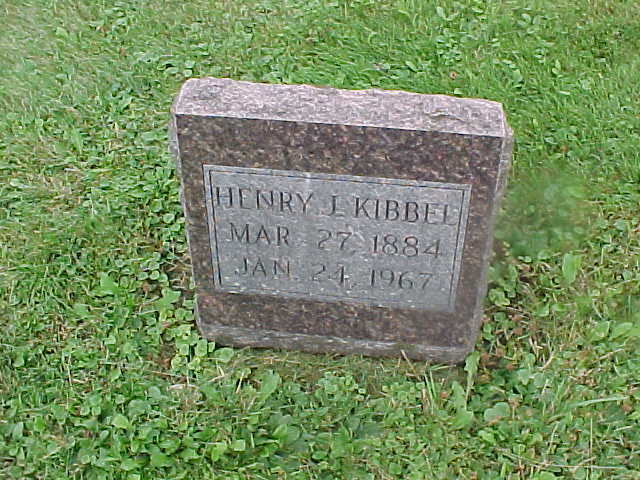 HENRY J. KIBBEL
MAR. 27, 1884
JAN. 24, 1967